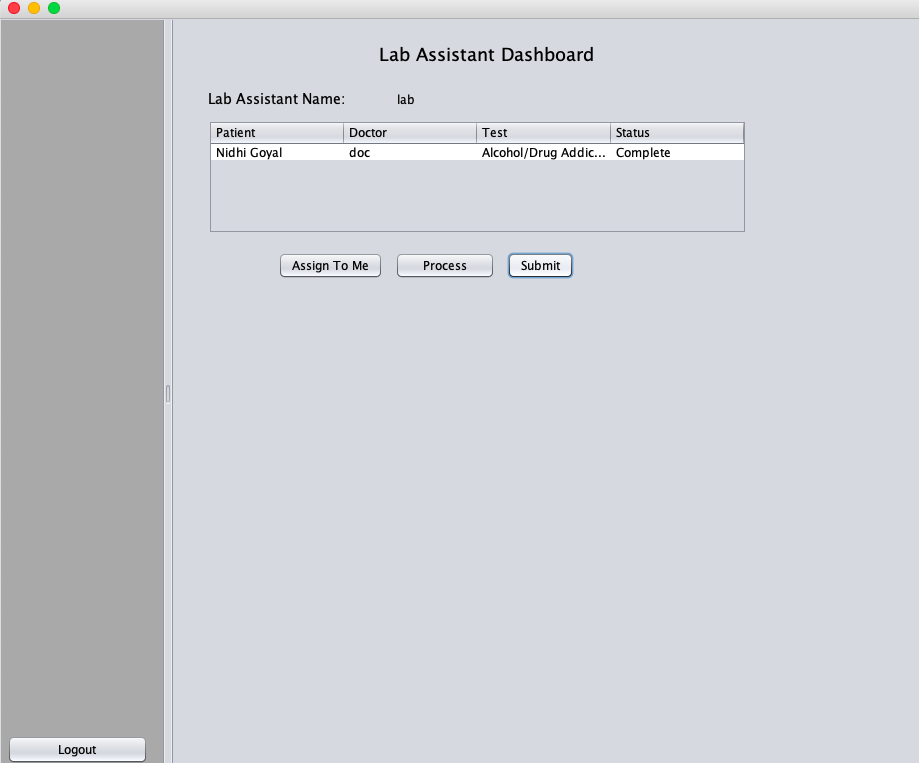 Lab Assistant Dashboard
Lab Assistant Name: lab
Patient Doctor Test Status
Nidhi Goyal doc Alcohol/Drug Addic... Complete
Assign To Me Process Submit
Logout